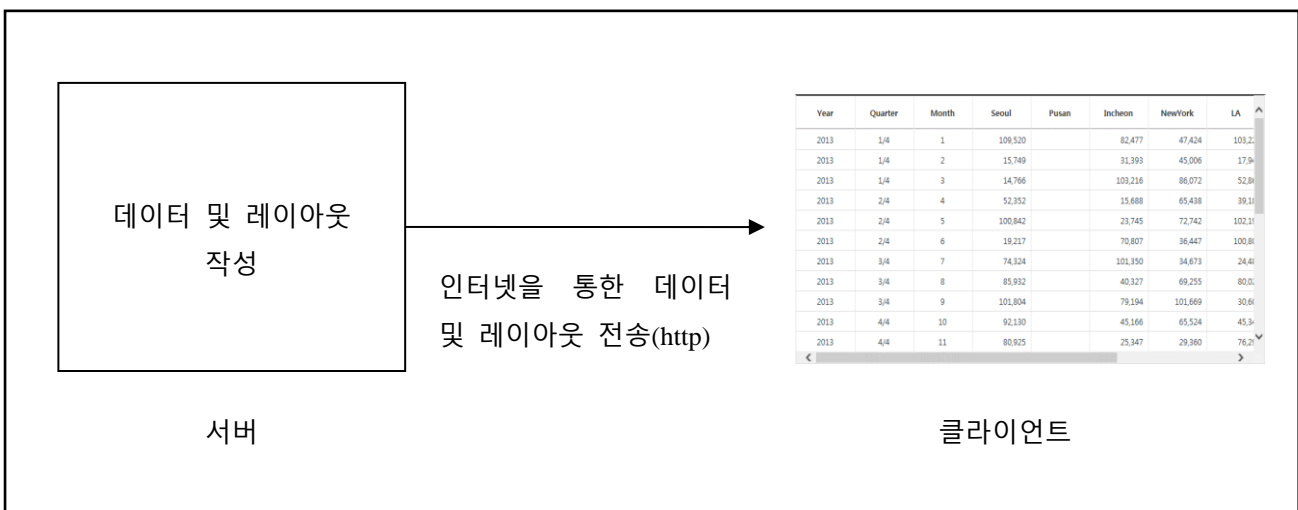 데이터 및 레이아웃
작성
인터넷을 통한 데이터
및 레이아웃 전송(http)
서버
Year Quarter Month Seoul Pusan Incheon NewYork LA
2013 1/4 1 109,520 82,477 47,424
2013 1/4 2 15,749 31,393 45,006
2013 1/4 3 14,766 103,216 86,072
2013 2/4 4 52,352 15,688 65,438
2013 2/4 5 100,842 23,745 72,742
2013 2/4 6 19,217 70,807 36,447
2013 3/4 7 74,324 101,350 34,673
2013 3/4 8 85,932 40,327 69,255
2013 3/4 9 101,804 79,194 101,669
2013 4/4 10 92,130 45,166 65,524
2013 4/4 11 80,925 25,347 29,360
클라이언트